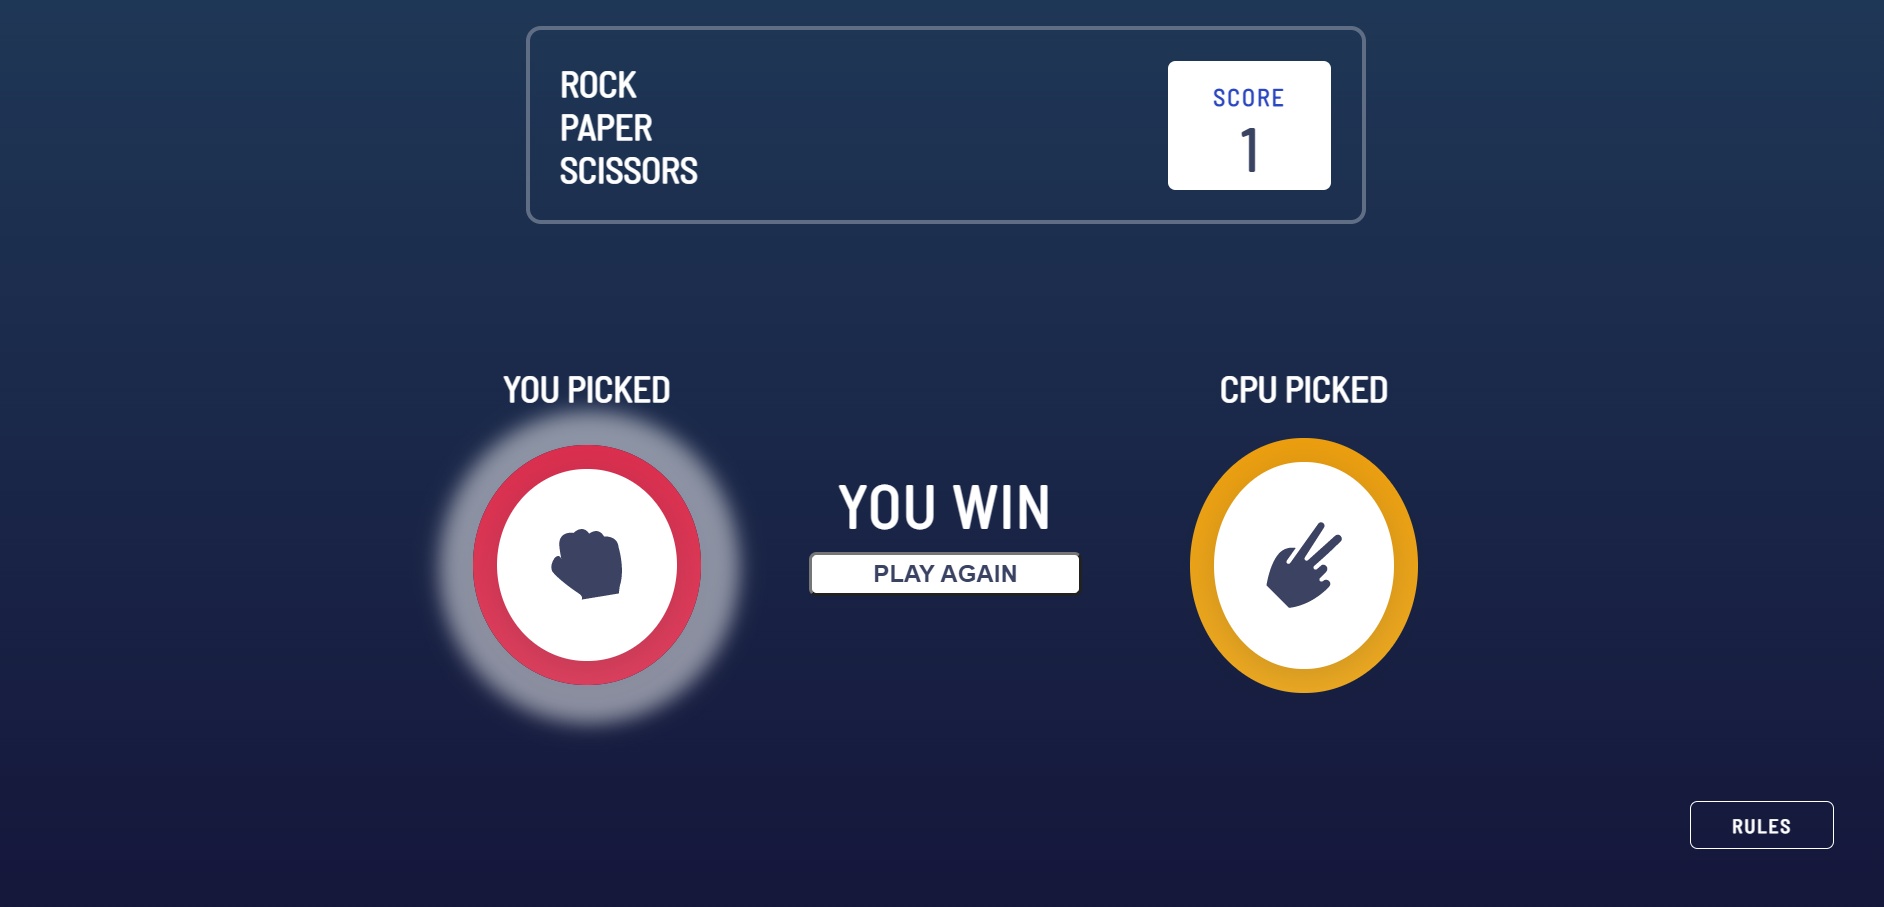 ROCK
PAPER
SCISSORS
SCORE
1
YOU PICKED
CPU PICKED
YOU WIN
PLAY AGAIN
RULES